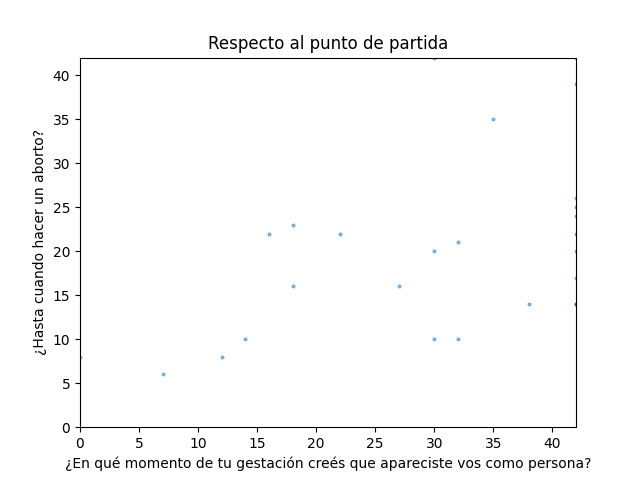 Respecto al punto de partida
¿Hasta cuando hacer un aborto?
40
35
30
25
20
15
10
5
0
0 5 10 15 20 25 30 35 40
¿En qué momento de tu gestación creés que apareciste vos como persona?